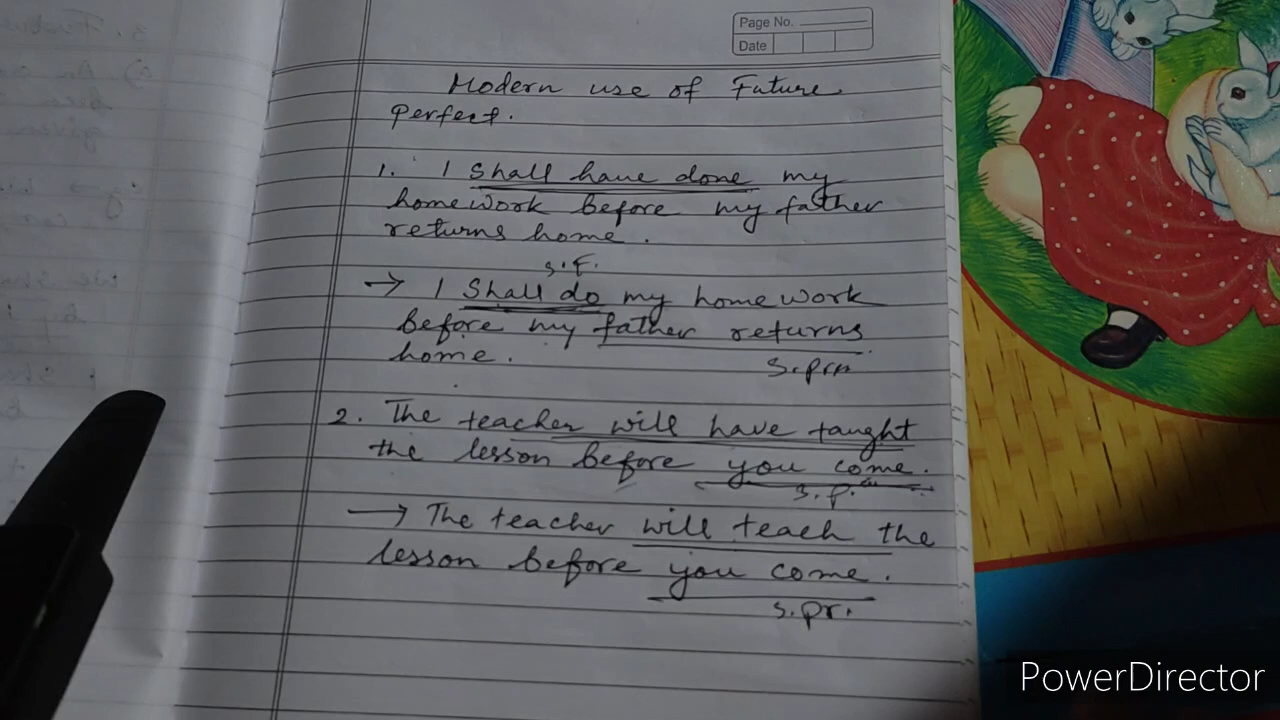 Page No.
Date
Modern use of Future
Perfect.
1. I shall have done my
homework before my father
returns home.
S.F.
→ I shall do my homework
before my father returns
home.
S.prn
2. The teacher will have taught
the lesson before you come.
S.p.
→ The teacher will teach the
lesson before you come.
S.pr.
PowerDirector